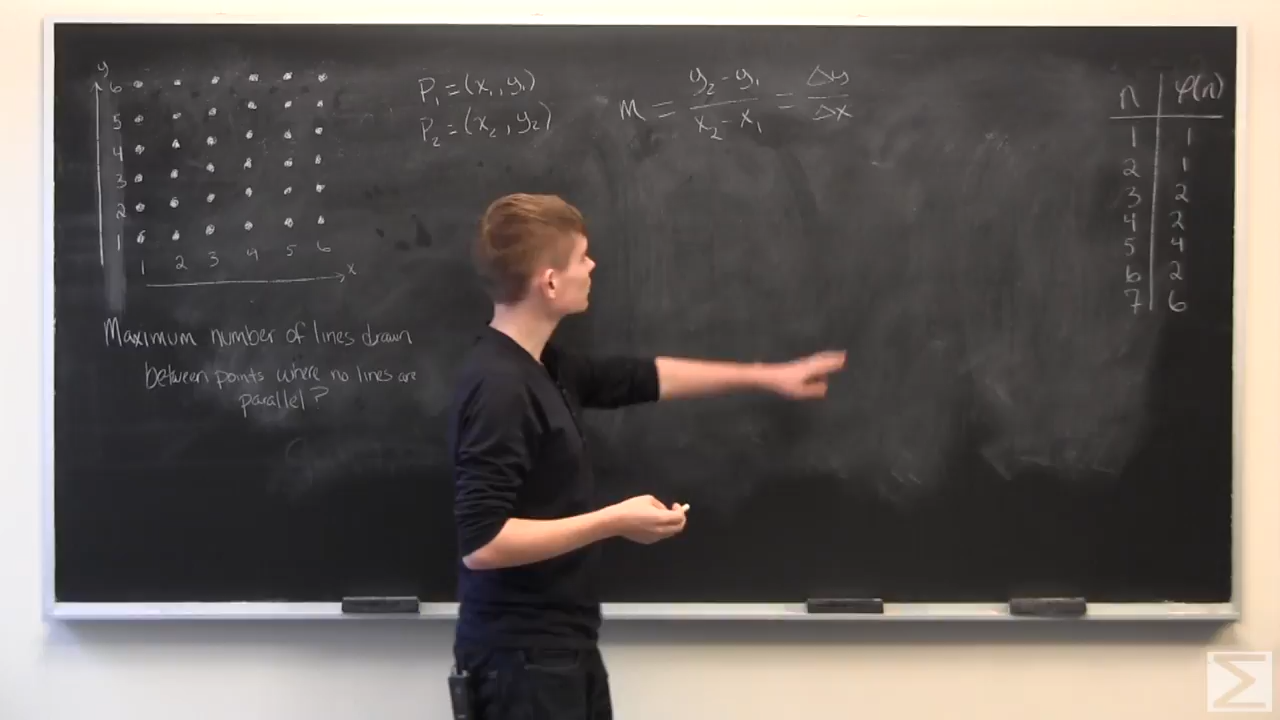 y
6
5
4
3
2
1
1 2 3 4 5 6
x
Maximum number of lines drawn
between points where no lines are
parallel?
P₁ = (x₁, y₁)
P₂ = (x₂, y₂)
M = (y₂ - y₁)/(x₂ - x₁) = Δy/Δx
n φ(n)
1 1
2 1
3 2
4 2
5 4
6 2
7 6
Σ